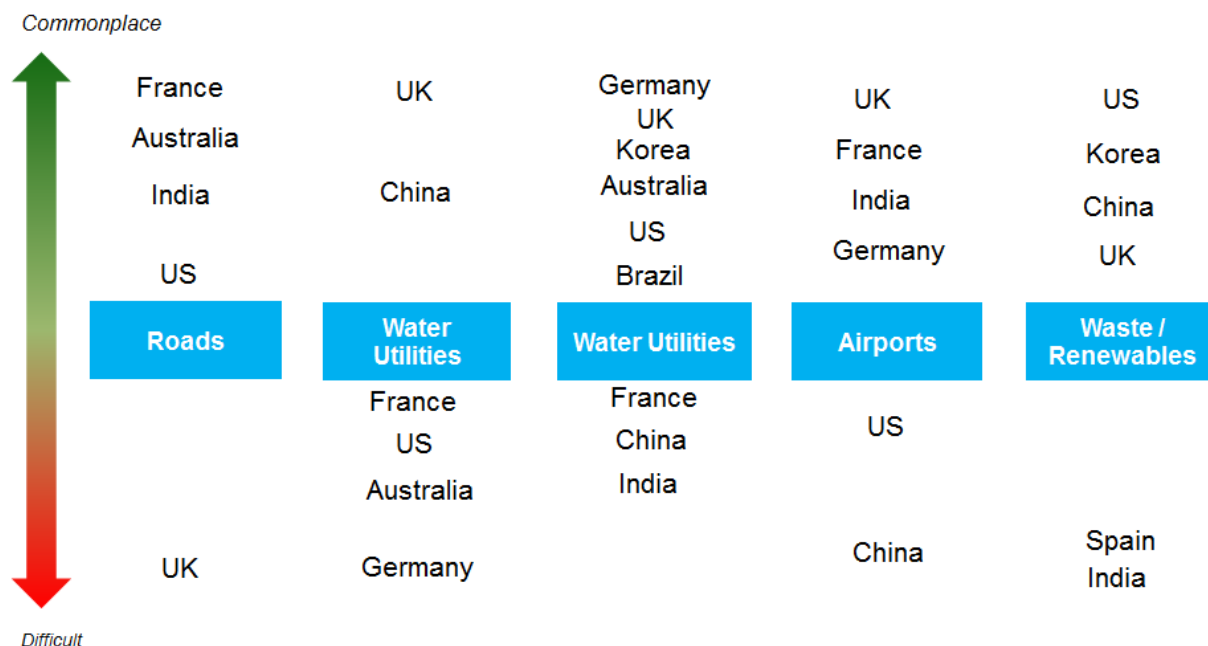 Commonplace
France
Australia
India
US
Roads
UK
UK
China
Water
Utilities
France
US
Australia
Germany
Germany
UK
Korea
Australia
US
Brazil
Water Utilities
France
China
India
UK
France
India
Germany
Airports
US
China
US
Korea
China
UK
Waste /
Renewables
Spain
India
Difficult